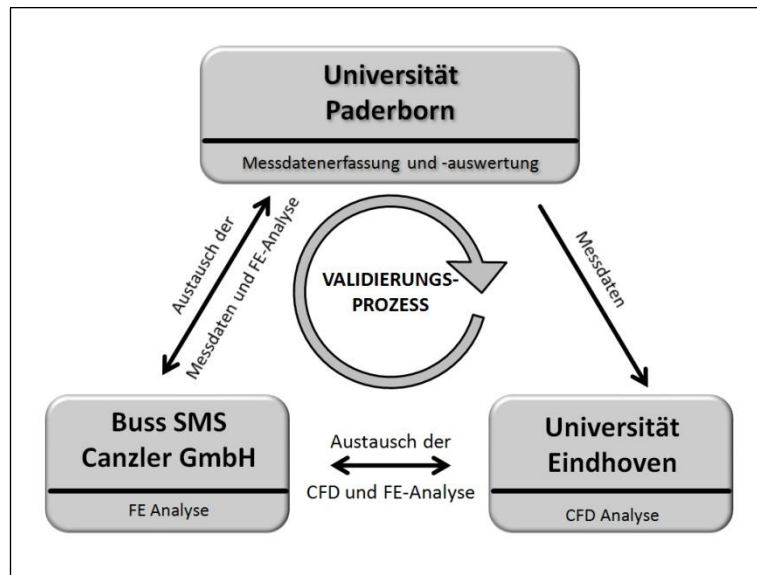 Universität
Paderborn
Messdatenerfassung und -auswertung
Austausch der
Messdaten und FE-Analyse
VALIDIERUNGS-
PROZESS
Messdaten
Buss SMS
Canzler GmbH
FE Analyse
Austausch der
CFD und FE-Analyse
Universität
Eindhoven
CFD Analyse